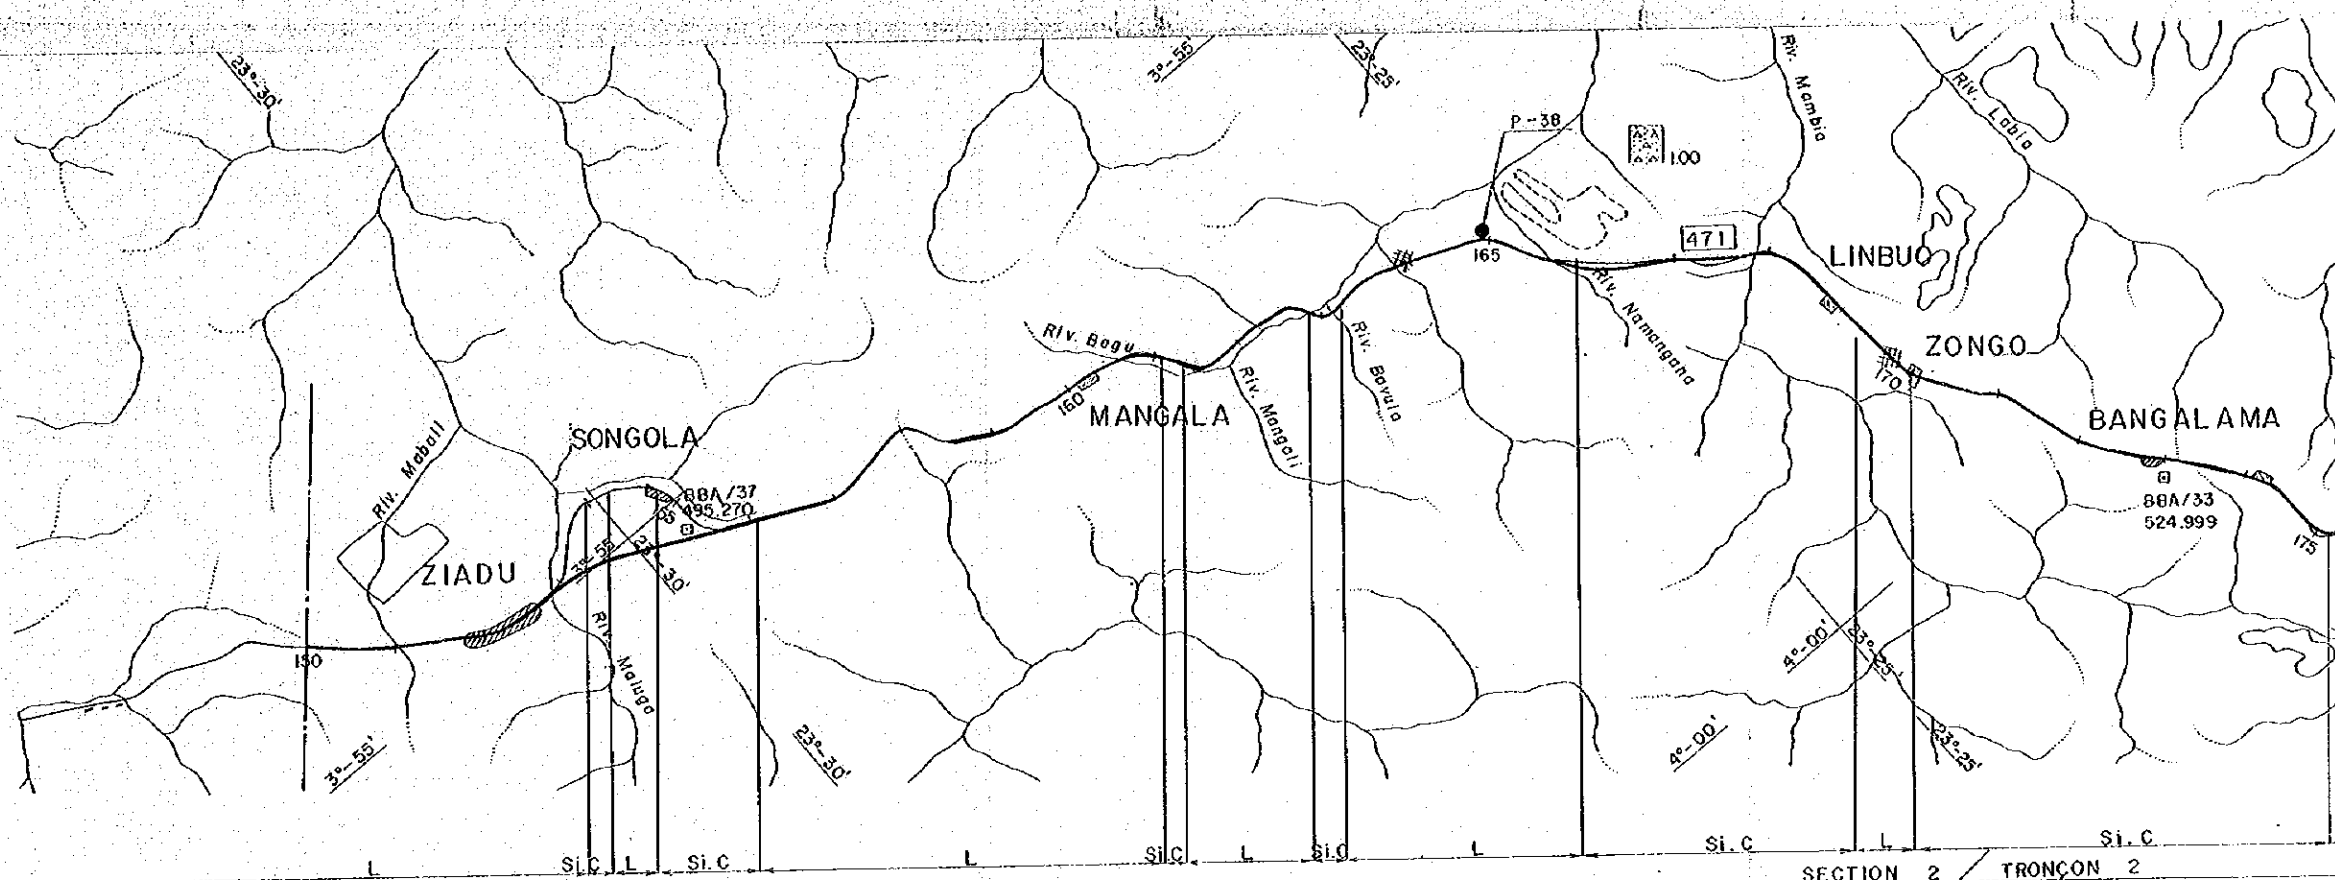 23°-30'
3°-55'
23°-25'
Riv. Mambia
Riv. Labia
P-38
1.00
471
LINBUO
165
Riv. Bogu
Riv. Namangaha
ZONGO
170
160
MANGALA
Riv. Mangali
Riv. Bavula
BANGALAMA
Riv. Maball
SONGOLA
88A/37
495.270
88A/33
524.999
175
3°-55'
23°-30'
ZIADU
150
Riv. Maluga
4°-00'
23°-25'
3°-55'
23°-30'
4°-00'
23°-25'
L
Si.C
L
Si.C
L
Si.C
L
Si.C
L
Si.C
L
Si.C
SECTION 2 / TRONÇON 2